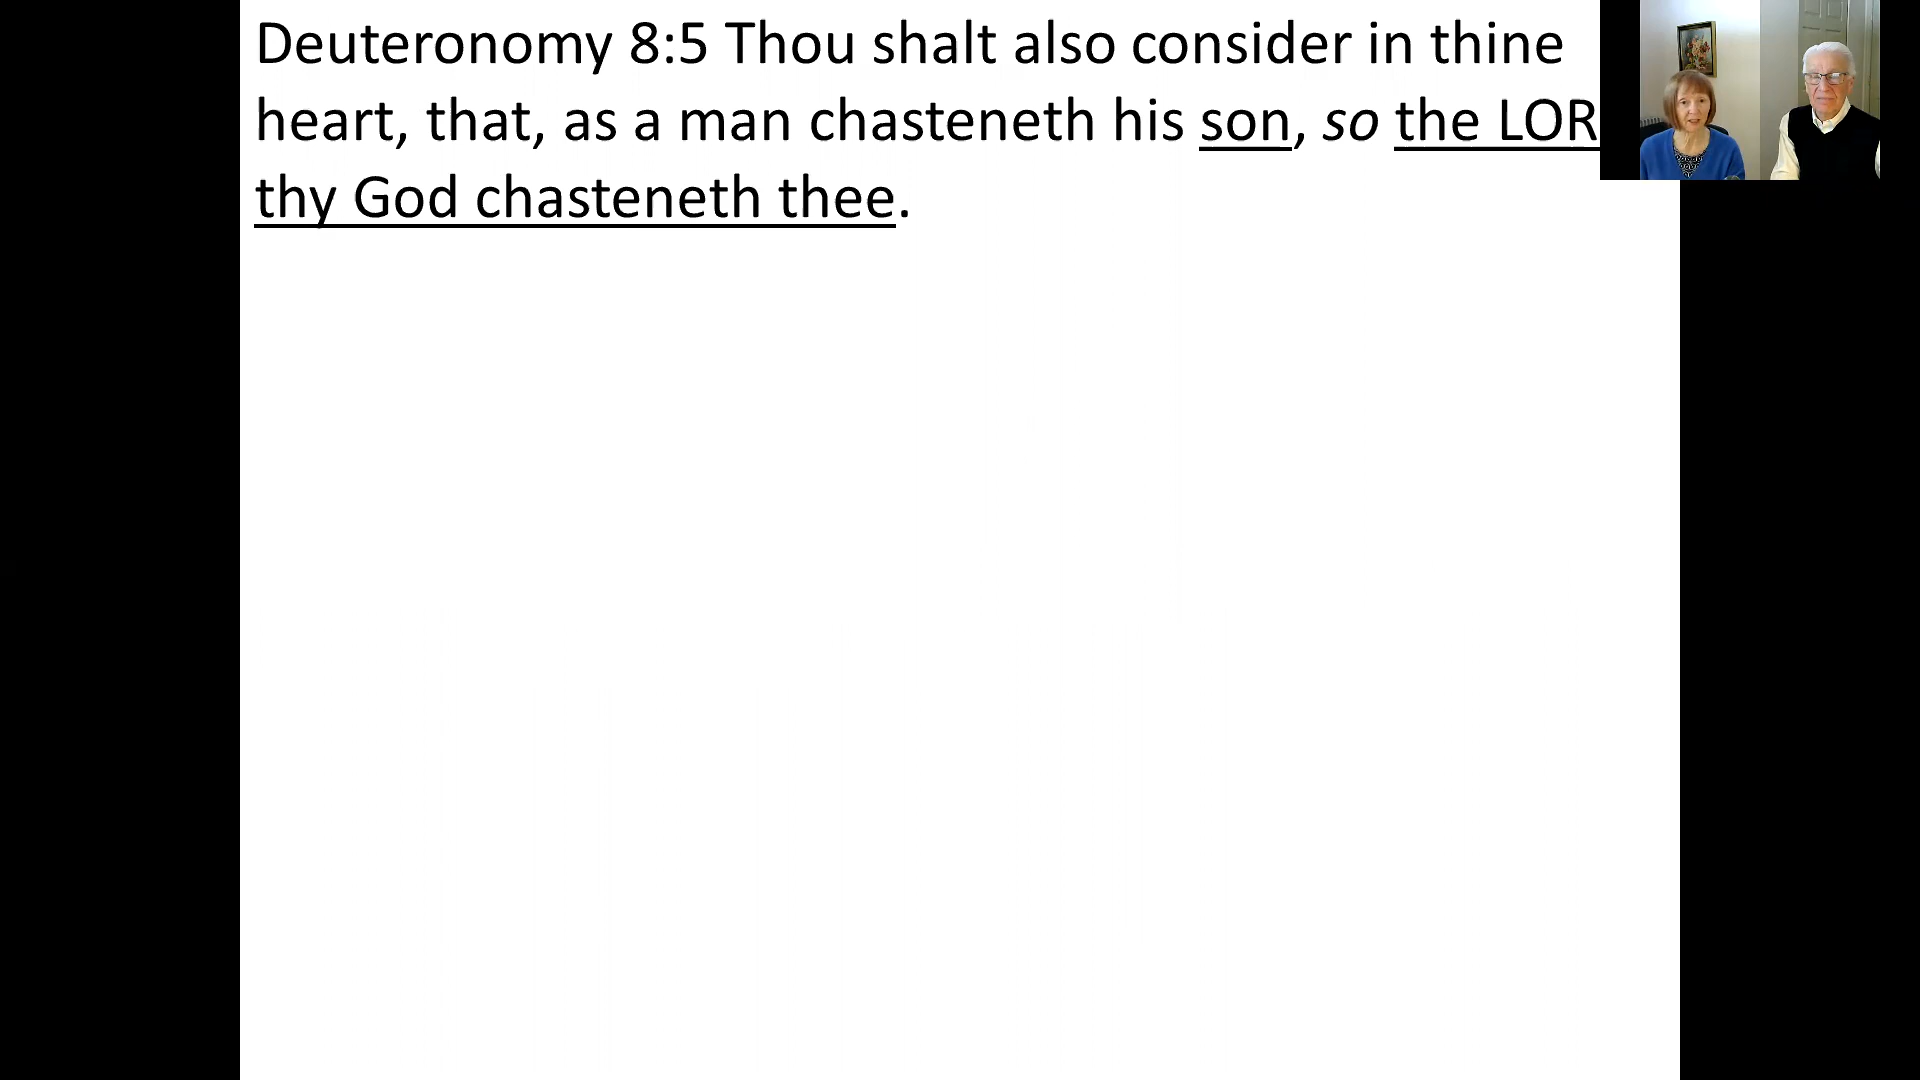 Deuteronomy 8:5 Thou shalt also consider in thine
heart, that, as a man chasteneth his son, so the LOR
thy God chasteneth thee.